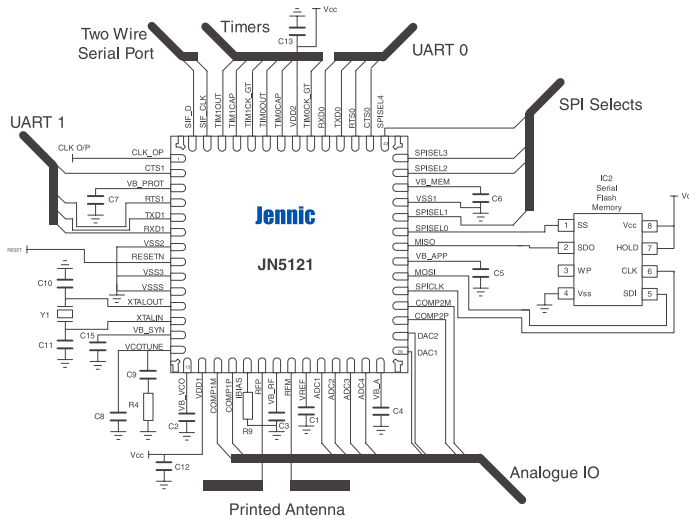 Two Wire
Serial Port
Timers
C13
Vcc
UART 0
SPI Selects
UART 1
CLK O/P
SIF_D
SIF_CLK
TIM1OUT
TIM1CAP
TIM1CK_GT
TIM0OUT
TIM0CAP
VDD2
TIM0CK_GT
RXD0
TXD0
RTS0
CTS0
SPISEL4
43
CLK_OP
1
CTS1
VB_PROT
C7
RTS1
TXD1
RXD1
VSS2
RESET
RESETN
VSS3
VSSS
C10
XTALOUT
Y1
XTALIN
C11
C15
VB_SYN
VCOTUNE
C9
R4
C8
Jennic
JN5121
SPISEL3
SPISEL2
VB_MEM
C6
VSS1
SPISEL1
SPISEL0
MISO
VB_APP
C5
MOSI
SPICLK
COMP2M
COMP2P
DAC2
29
DAC1
IC2
Serial
Flash
Memory
Vcc
1 SS Vcc 8
2 SDO HOLD 7
3 WP CLK 6
4 Vss SDI 5
15
VB_VCO
VDD1
COMP1M
COMP1P
IBIAS
RFP
VB_RF
RFM
VREF
ADC1
ADC2
ADC3
ADC4
VB_A
C2
R9
C3
C1
C4
Vcc
C12
Analogue IO
Printed Antenna